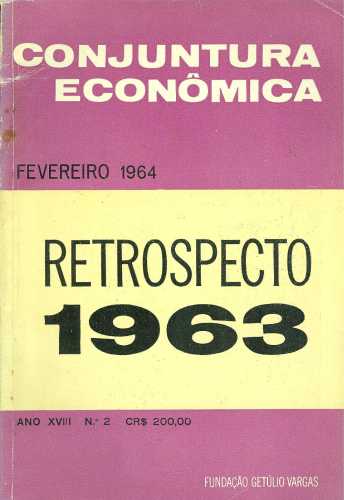 CONJUNTURA
ECONÔMICA
FEVEREIRO 1964
RETROSPECTO
1963
ANO XVIII N.º 2 CR$ 200,00
FUNDAÇÃO GETÚLIO VARGAS